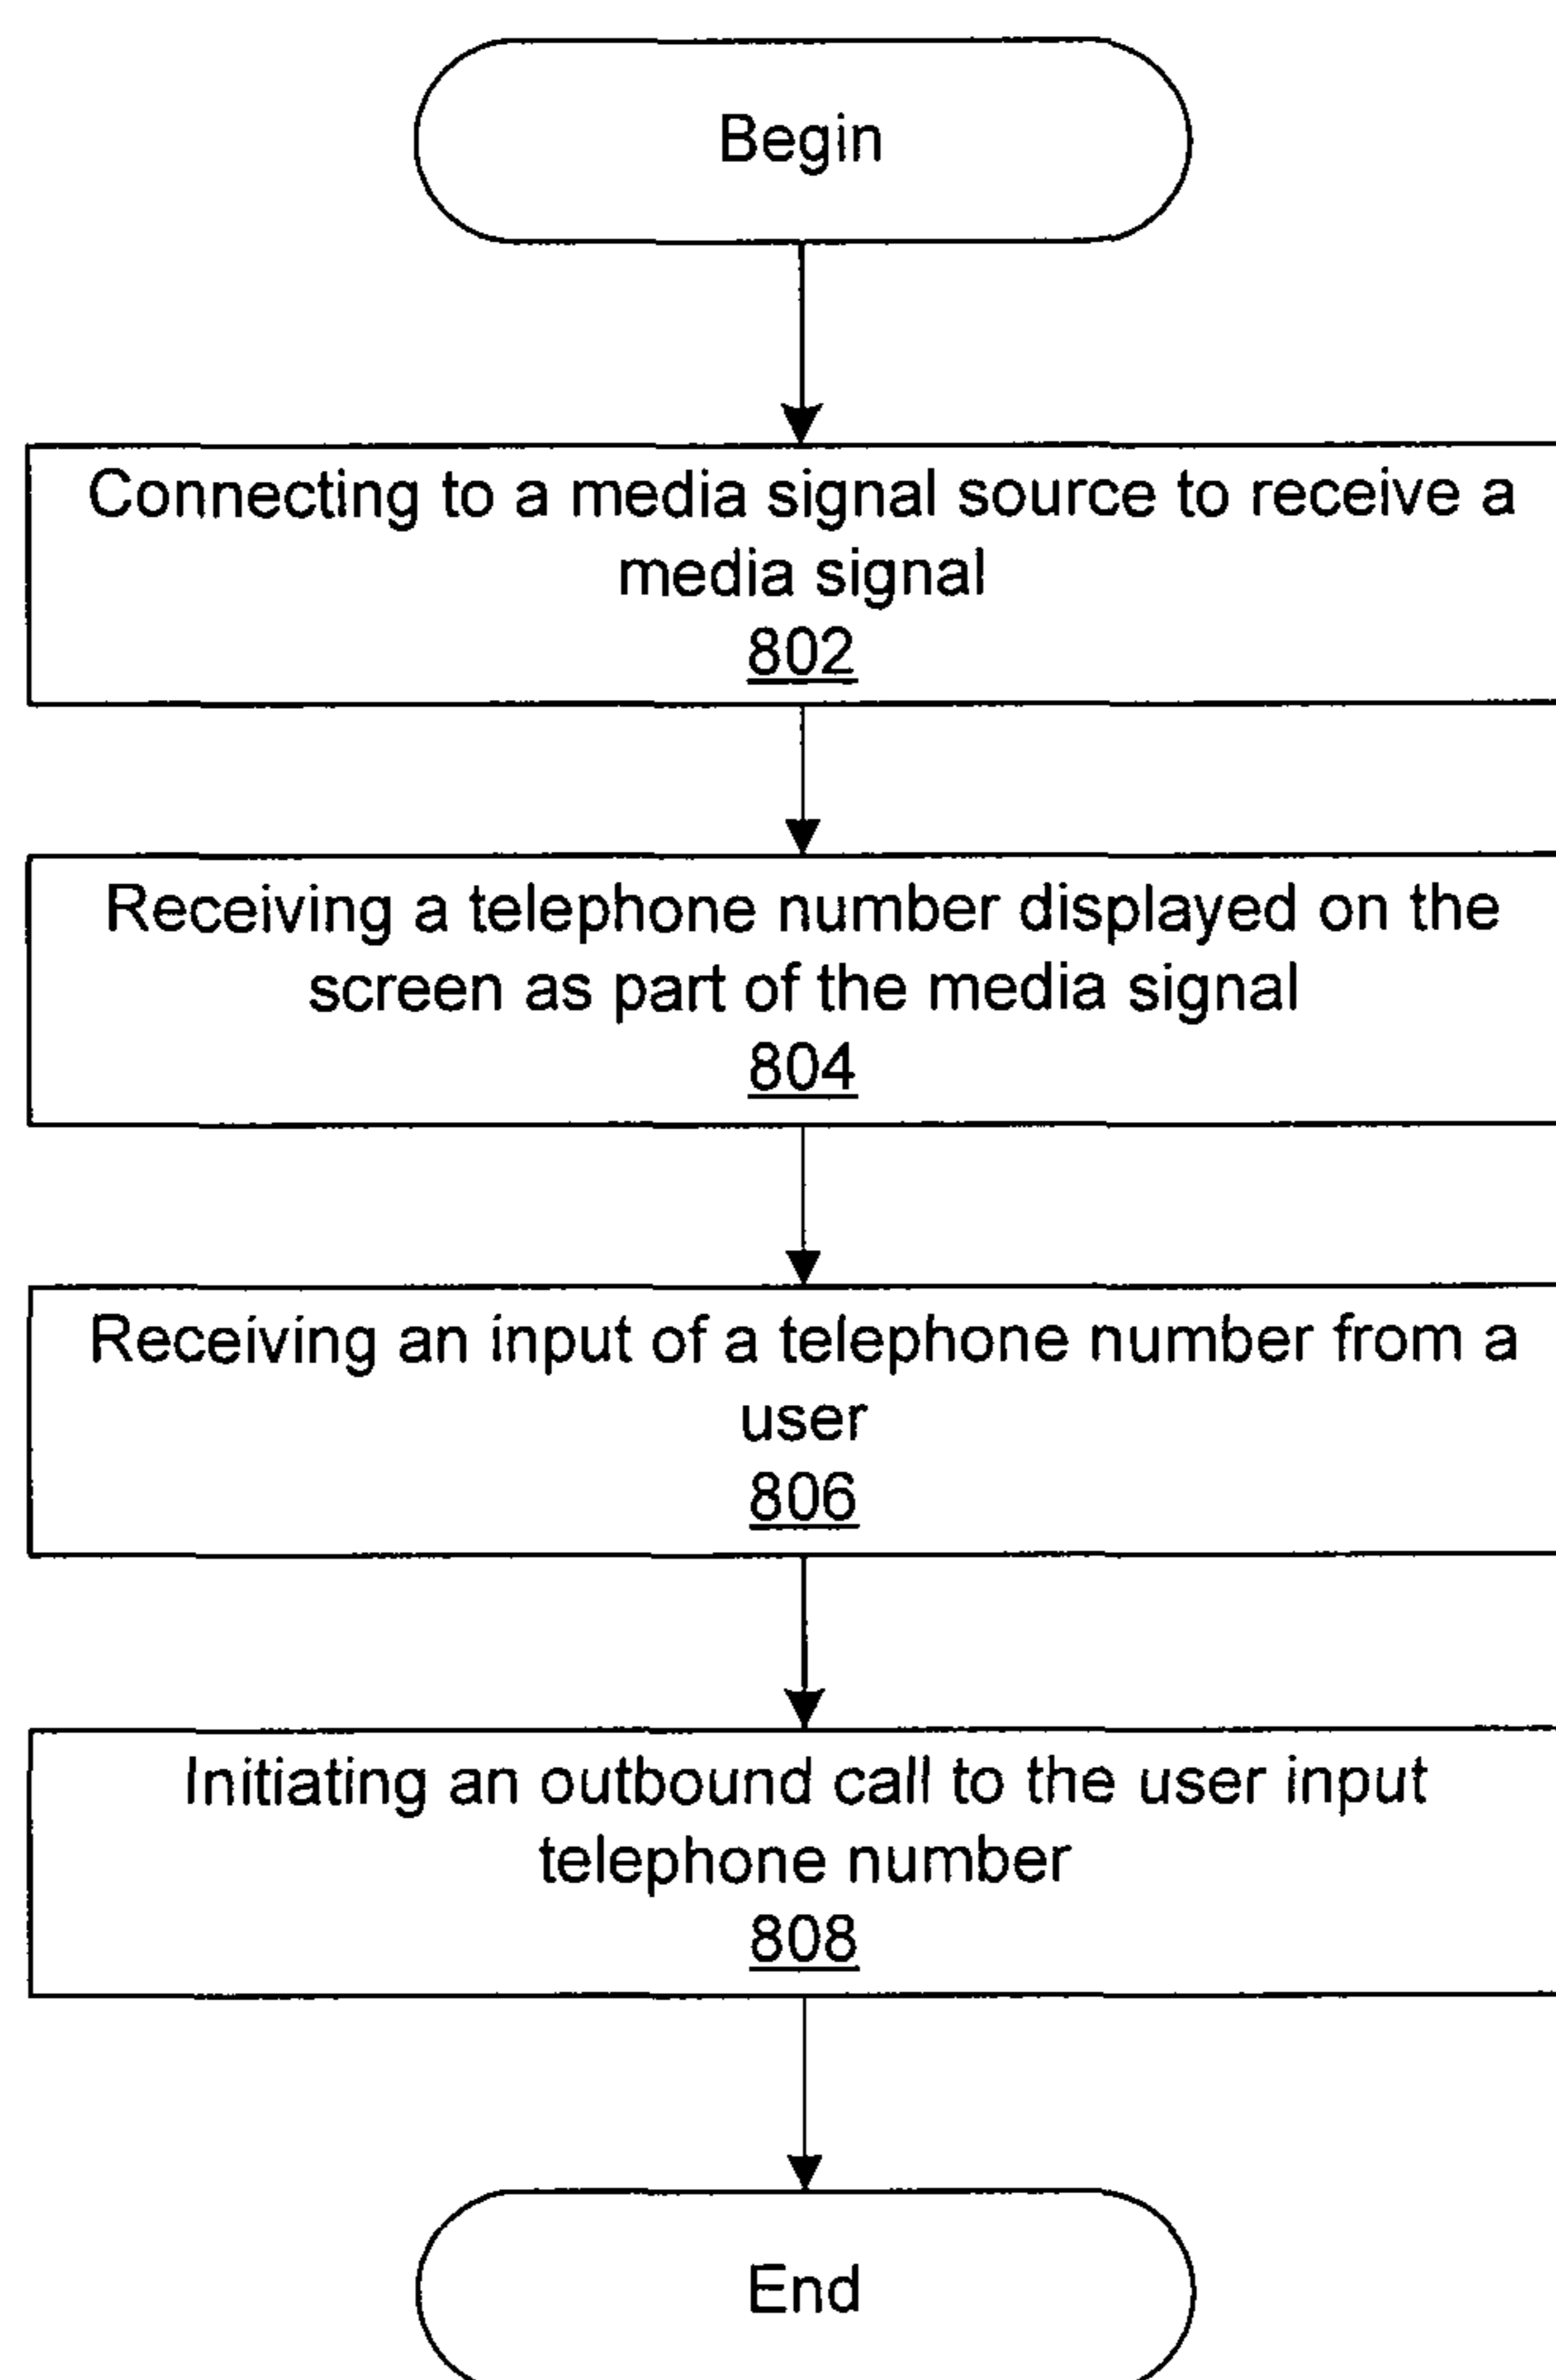 Begin
Connecting to a media signal source to receive a
media signal
802
Receiving a telephone number displayed on the
screen as part of the media signal
804
Receiving an input of a telephone number from a
user
806
Initiating an outbound call to the user input
telephone number
808
End